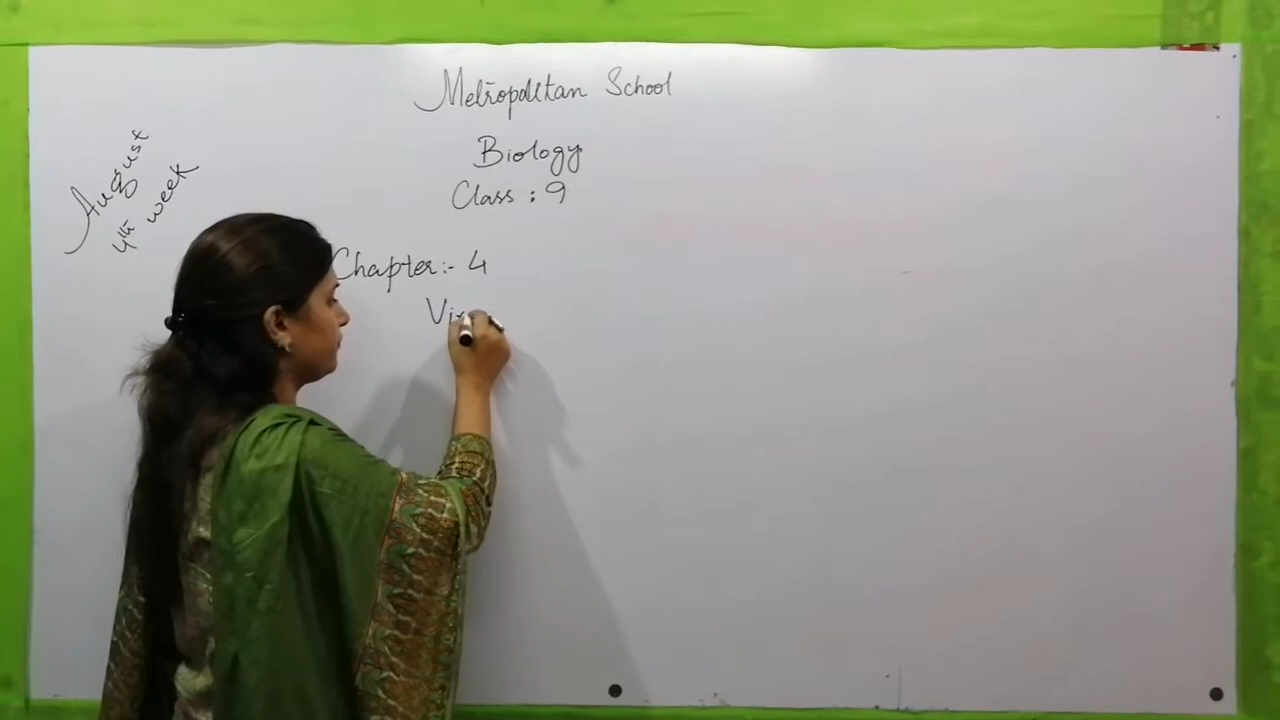 Metropolitan School
Biology
Class : 9
August
4th week
Chapter:- 4